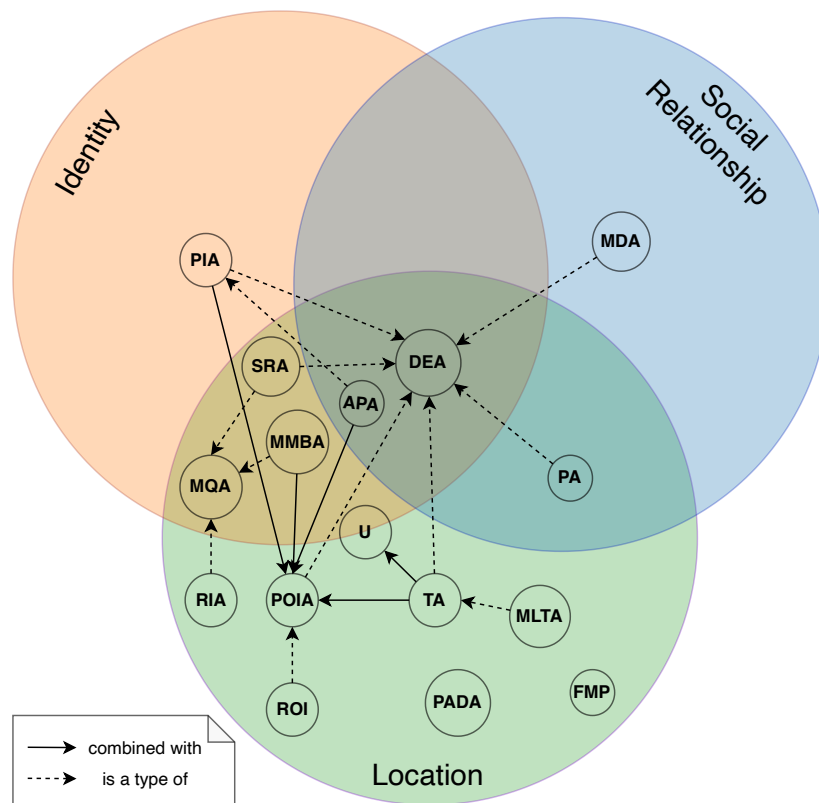 Identity
Social
Relationship
PIA
MDA
SRA
DEA
APA
MMBA
MQA
PA
U
RIA
POIA
TA
MLTA
ROI
PADA
FMP
combined with
is a type of
Location